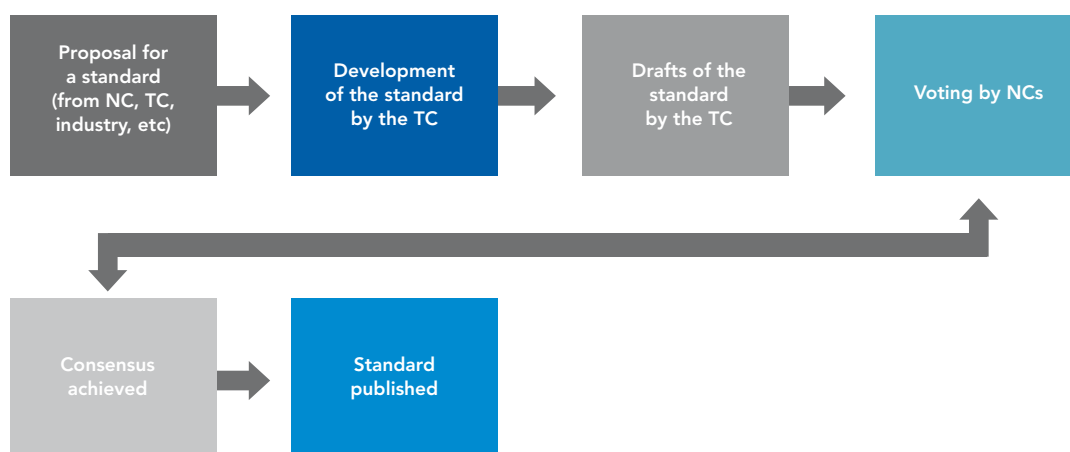 Proposal for
a standard
(from NC, TC,
industry, etc)
Development
of the standard
by the TC
Drafts of the
standard
by the TC
Voting by NCs
Consensus
achieved
Standard
published